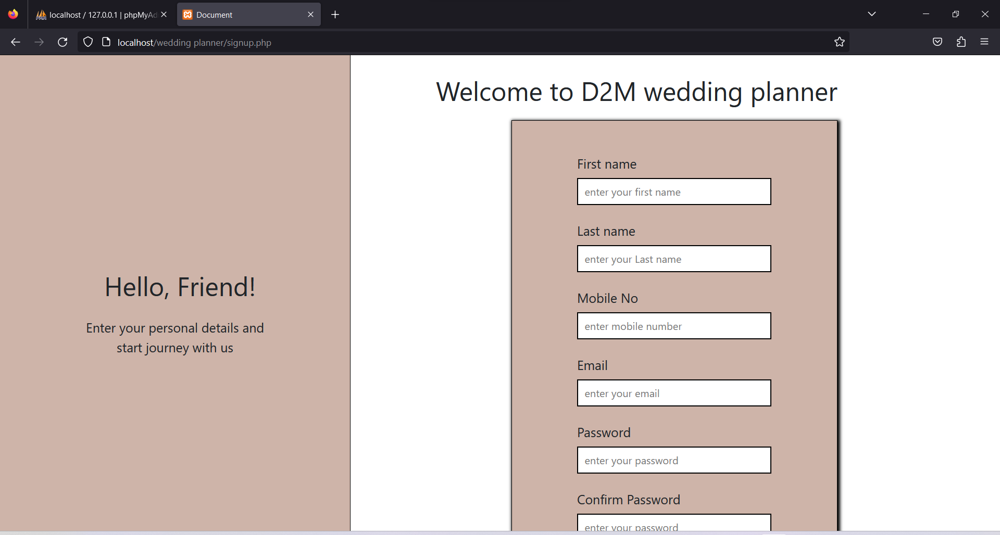 localhost / 127.0.0.1 | phpMyAd
Document
localhost/wedding planner/signup.php
Welcome to D2M wedding planner
Hello, Friend!
Enter your personal details and
start journey with us
First name
enter your first name
Last name
enter your Last name
Mobile No
enter mobile number
Email
enter your email
Password
enter your password
Confirm Password
enter your password